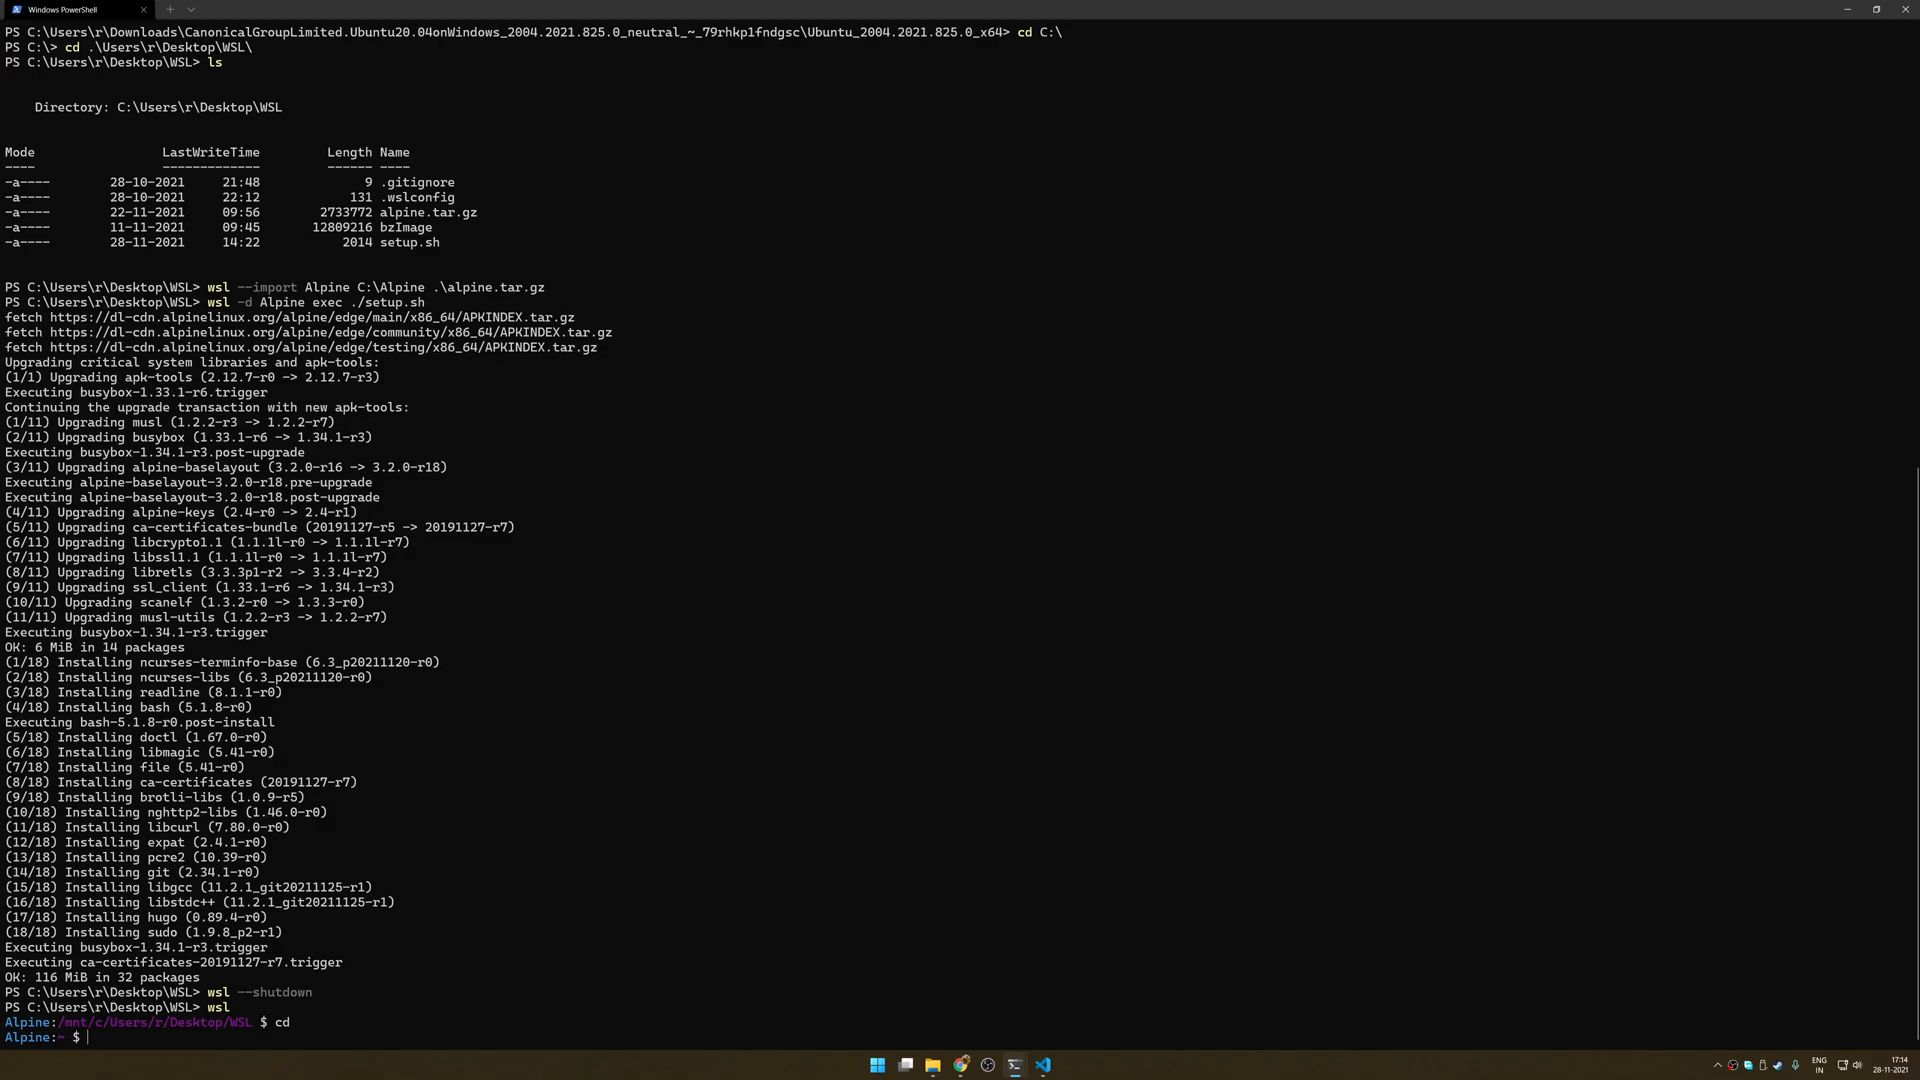 Windows PowerShell
PS C:\Users\r\Downloads\CanonicalGroupLimited.Ubuntu20.04onWindows_2004.2021.825.0_neutral_~_79rhkp1fndgsc\Ubuntu_2004.2021.825.0_x64> cd C:\
PS C:\> cd .\Users\r\Desktop\WSL\
PS C:\Users\r\Desktop\WSL> ls
Directory: C:\Users\r\Desktop\WSL
Mode LastWriteTime Length Name
---- ------------- ------ ----
-a---- 28-10-2021 21:48 9 .gitignore
-a---- 28-10-2021 22:12 131 .wslconfig
-a---- 22-11-2021 09:56 2733772 alpine.tar.gz
-a---- 11-11-2021 09:45 12809216 bzImage
-a---- 28-11-2021 14:22 2014 setup.sh
PS C:\Users\r\Desktop\WSL> wsl --import Alpine C:\Alpine .\alpine.tar.gz
PS C:\Users\r\Desktop\WSL> wsl -d Alpine exec ./setup.sh
fetch https://dl-cdn.alpinelinux.org/alpine/edge/main/x86_64/APKINDEX.tar.gz
fetch https://dl-cdn.alpinelinux.org/alpine/edge/community/x86_64/APKINDEX.tar.gz
fetch https://dl-cdn.alpinelinux.org/alpine/edge/testing/x86_64/APKINDEX.tar.gz
Upgrading critical system libraries and apk-tools:
(1/1) Upgrading apk-tools (2.12.7-r0 -> 2.12.7-r3)
Executing busybox-1.33.1-r6.trigger
Continuing the upgrade transaction with new apk-tools:
(1/11) Upgrading musl (1.2.2-r3 -> 1.2.2-r7)
(2/11) Upgrading busybox (1.33.1-r6 -> 1.34.1-r3)
Executing busybox-1.34.1-r3.post-upgrade
(3/11) Upgrading alpine-baselayout (3.2.0-r16 -> 3.2.0-r18)
Executing alpine-baselayout-3.2.0-r18.pre-upgrade
Executing alpine-baselayout-3.2.0-r18.post-upgrade
(4/11) Upgrading alpine-keys (2.4-r0 -> 2.4-r1)
(5/11) Upgrading ca-certificates-bundle (20191127-r5 -> 20191127-r7)
(6/11) Upgrading libcrypto1.1 (1.1.1l-r0 -> 1.1.1l-r7)
(7/11) Upgrading libssl1.1 (1.1.1l-r0 -> 1.1.1l-r7)
(8/11) Upgrading libretls (3.3.3p1-r2 -> 3.3.4-r2)
(9/11) Upgrading ssl_client (1.33.1-r6 -> 1.34.1-r3)
(10/11) Upgrading scanelf (1.3.2-r0 -> 1.3.3-r0)
(11/11) Upgrading musl-utils (1.2.2-r3 -> 1.2.2-r7)
Executing busybox-1.34.1-r3.trigger
OK: 6 MiB in 14 packages
(1/18) Installing ncurses-terminfo-base (6.3_p20211120-r0)
(2/18) Installing ncurses-libs (6.3_p20211120-r0)
(3/18) Installing readline (8.1.1-r0)
(4/18) Installing bash (5.1.8-r0)
Executing bash-5.1.8-r0.post-install
(5/18) Installing doctl (1.67.0-r0)
(6/18) Installing libmagic (5.41-r0)
(7/18) Installing file (5.41-r0)
(8/18) Installing ca-certificates (20191127-r7)
(9/18) Installing brotli-libs (1.0.9-r5)
(10/18) Installing nghttp2-libs (1.46.0-r0)
(11/18) Installing libcurl (7.80.0-r0)
(12/18) Installing expat (2.4.1-r0)
(13/18) Installing pcre2 (10.39-r0)
(14/18) Installing git (2.34.1-r0)
(15/18) Installing libgcc (11.2.1_git20211125-r1)
(16/18) Installing libstdc++ (11.2.1_git20211125-r1)
(17/18) Installing hugo (0.89.4-r0)
(18/18) Installing sudo (1.9.8_p2-r1)
Executing busybox-1.34.1-r3.trigger
Executing ca-certificates-20191127-r7.trigger
OK: 116 MiB in 32 packages
PS C:\Users\r\Desktop\WSL> wsl --shutdown
PS C:\Users\r\Desktop\WSL> wsl
Alpine:/mnt/c/Users/r/Desktop/WSL $ cd
Alpine:~ $
ENG
IN
17:14
28-11-2021